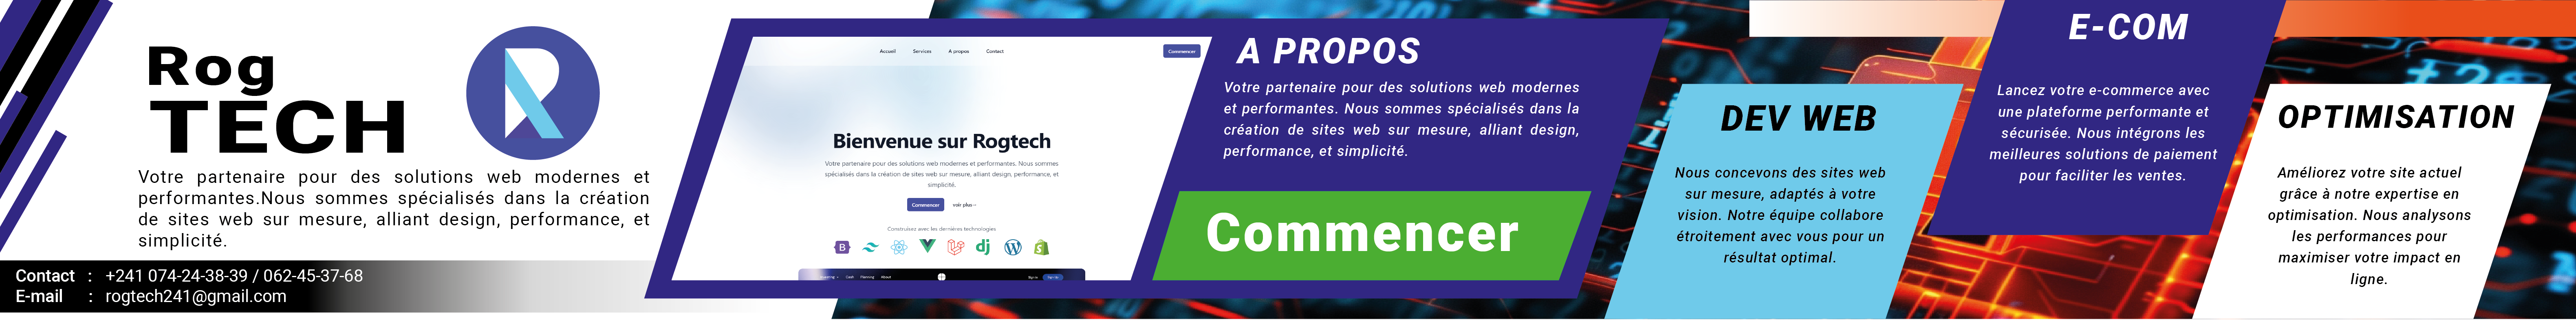 Rog
TECH
Votre partenaire pour des solutions web modernes et
performantes.Nous sommes spécialisés dans la création
de sites web sur mesure, alliant design, performance, et
simplicité.
Contact : +241 074-24-38-39 / 062-45-37-68
E-mail : rogtech241@gmail.com
Accueil Services A propos Contact Commencer
Bienvenue sur Rogtech
Votre partenaire pour des solutions web modernes et performantes. Nous sommes
spécialisés dans la création de sites web sur mesure, alliant design, performance, et
simplicité.
Commencer voir plus→
Construisez avec les dernières technologies
B dj
Cash Planning About
A PROPOS
Votre partenaire pour des solutions web modernes
et performantes. Nous sommes spécialisés dans la
création de sites web sur mesure, alliant design,
performance, et simplicité.
Commencer
DEV WEB
Nous concevons des sites web
sur mesure, adaptés à votre
vision. Notre équipe collabore
étroitement avec vous pour un
résultat optimal.
E-COM
Lancez votre e-commerce avec
une plateforme performante et
sécurisée. Nous intégrons les
meilleures solutions de paiement
pour faciliter les ventes.
OPTIMISATION
Améliorez votre site actuel
grâce à notre expertise en
optimisation. Nous analysons
les performances pour
maximiser votre impact en
ligne.